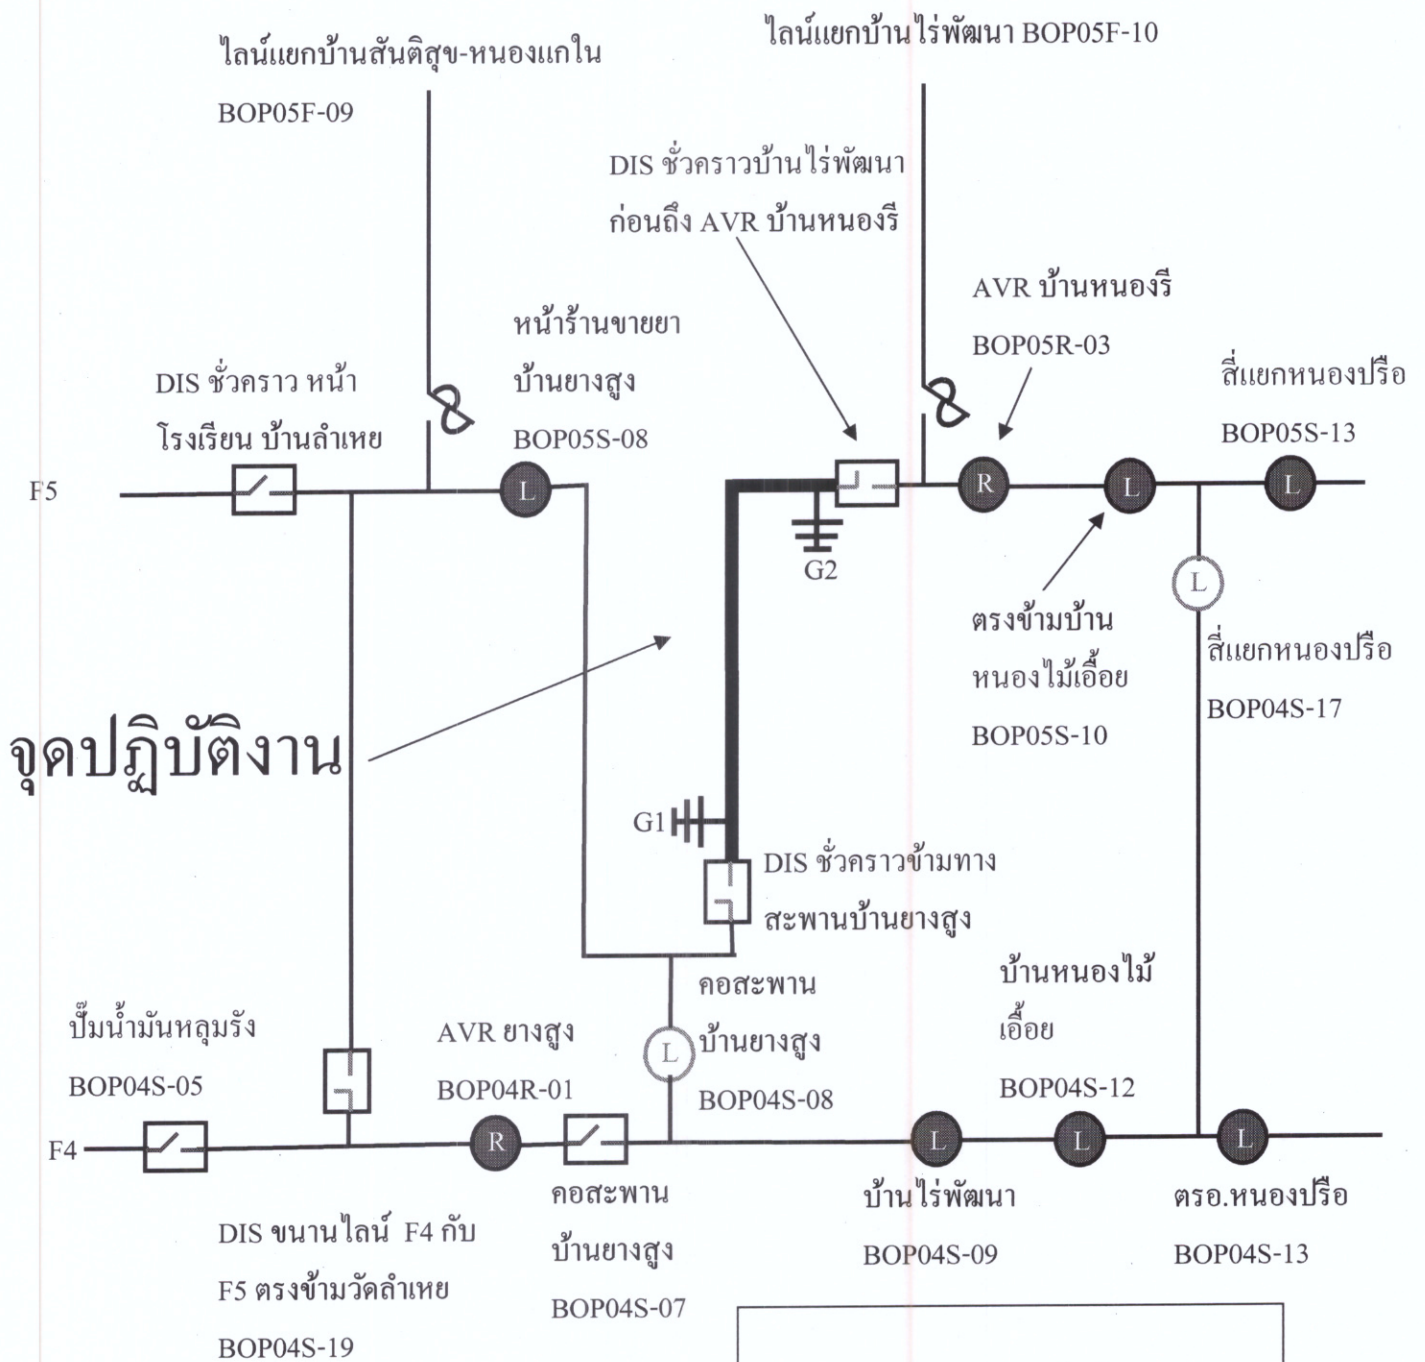 ไลน์แยกบ้านสันติสุข-หนองแกใน
BOP05F-09
ไลน์แยกบ้านไร่พัฒนา BOP05F-10
DIS ชั่วคราวบ้านไร่พัฒนา
ก่อนถึง AVR บ้านหนองรี
AVR บ้านหนองรี
BOP05R-03
หน้าร้านขายยา
บ้านยางสูง
BOP05S-08
สี่แยกหนองปรือ
BOP05S-13
DIS ชั่วคราว หน้า
โรงเรียน บ้านลำเหย
F5
L
R
L
L
G2
L
ตรงข้ามบ้าน
หนองไม้เอื้อย
BOP05S-10
สี่แยกหนองปรือ
BOP04S-17
จุดปฏิบัติงาน
G1
DIS ชั่วคราวข้ามทาง
สะพานบ้านยางสูง
คอสะพาน
บ้านยางสูง
BOP04S-08
บ้านหนองไม้
เอื้อย
BOP04S-12
ปั๊มน้ำมันหลุมรัง
BOP04S-05
AVR ยางสูง
BOP04R-01
L
F4
R
L
L
L
DIS ขนานไลน์ F4 กับ
F5 ตรงข้ามวัดลำเหย
BOP04S-19
คอสะพาน
บ้านยางสูง
BOP04S-07
บ้านไร่พัฒนา
BOP04S-09
ตรอ.หนองปรือ
BOP04S-13